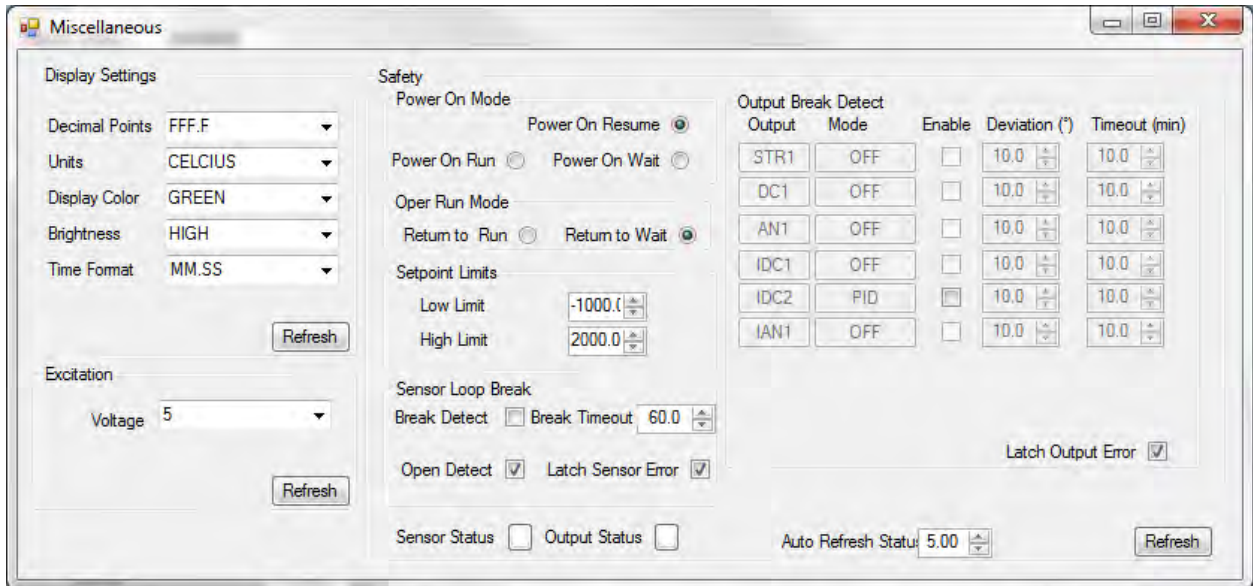 Miscellaneous
Display Settings
Decimal Points FFF.F
Units CELCIUS
Display Color GREEN
Brightness HIGH
Time Format MM.SS
Refresh
Excitation
Voltage 5
Refresh
Safety
Power On Mode
Power On Resume
Power On Run Power On Wait
Oper Run Mode
Return to Run Return to Wait
Setpoint Limits
Low Limit -1000.(
High Limit 2000.0
Sensor Loop Break
Break Detect Break Timeout 60.0
Open Detect Latch Sensor Error
Sensor Status Output Status
Output Break Detect
Output Mode Enable Deviation (°) Timeout (min)
STR1 OFF 10.0 10.0
DC1 OFF 10.0 10.0
AN1 OFF 10.0 10.0
IDC1 OFF 10.0 10.0
IDC2 PID 10.0 10.0
IAN1 OFF 10.0 10.0
Latch Output Error
Auto Refresh Statu 5.00
Refresh